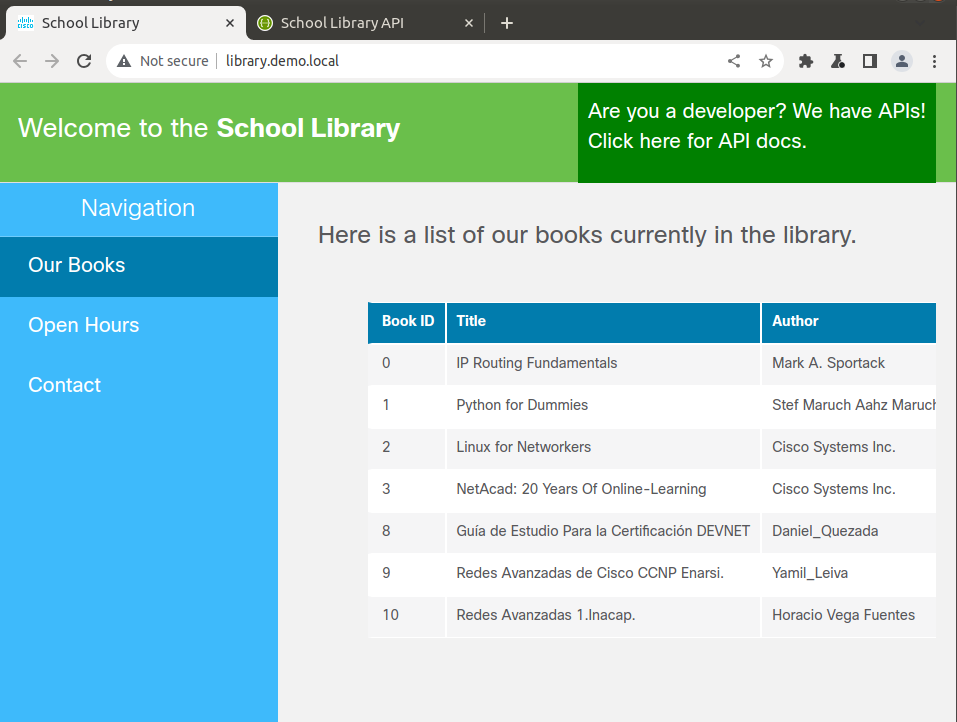 School Library
School Library API
Not secure library.demo.local
Welcome to the School Library
Are you a developer? We have APIs!
Click here for API docs.
Navigation
Our Books
Open Hours
Contact
Here is a list of our books currently in the library.
Book ID Title Author
0 IP Routing Fundamentals Mark A. Sportack
1 Python for Dummies Stef Maruch Aahz Maruch
2 Linux for Networkers Cisco Systems Inc.
3 NetAcad: 20 Years Of Online-Learning Cisco Systems Inc.
8 Guía de Estudio Para la Certificación DEVNET Daniel_Quezada
9 Redes Avanzadas de Cisco CCNP Enarsi. Yamil_Leiva
10 Redes Avanzadas 1.Inacap. Horacio Vega Fuentes